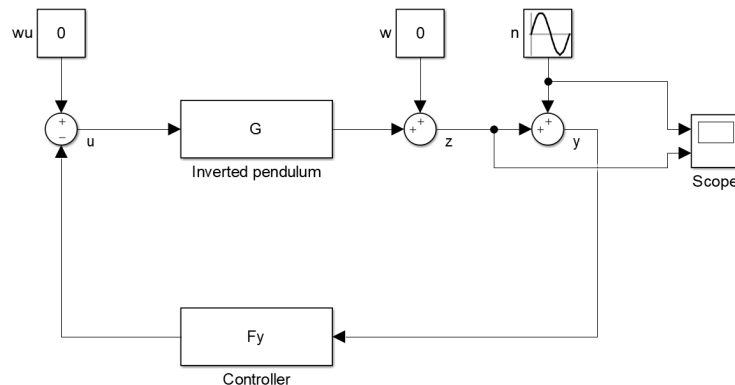 wu
0
w
0
n
G
u
Inverted pendulum
z
y
Scope
Fy
Controller